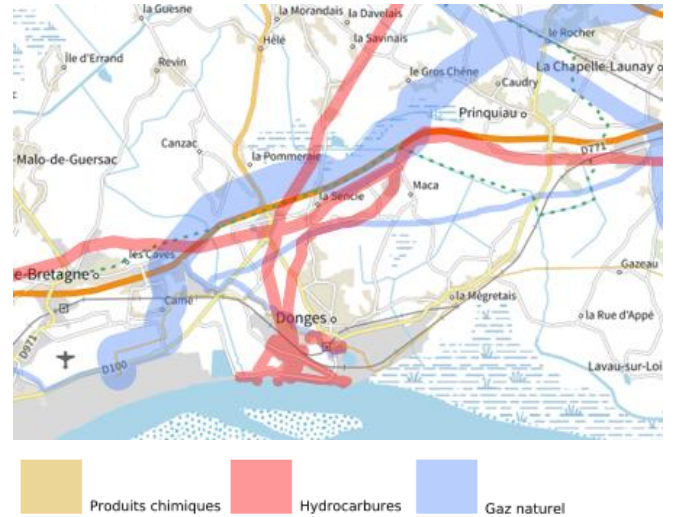 la Guesne
la Morandais
la Davelais
Hélé
la Savinais
le Rocher
Île d'Errand
Revin
le Gros Chêne
La Chapelle-Launay
Caudry
Prinquiau
Canzac
D771
-Malo-de-Guersac
la Pommeraie
Maca
la Sencie
les Caves
e-Bretagne
Gazeau
Camé
la Mégretais
Donges
la Rue d'Appé
D971
D100
Lavau-sur-Loi
Produits chimiques
Hydrocarbures
Gaz naturel